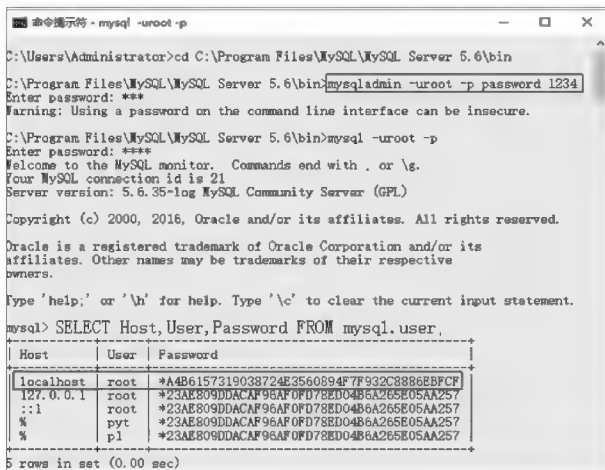 命令提示符 - mysql -uroot -p
C:\Users\Administrator>cd C:\Program Files\MySQL\MySQL Server 5.6\bin
C:\Program Files\MySQL\MySQL Server 5.6\bin>mysqladmin -uroot -p password 1234
Enter password: ***
Warning: Using a password on the command line interface can be insecure.
C:\Program Files\MySQL\MySQL Server 5.6\bin>mysql -uroot -p
Enter password: ****
Welcome to the MySQL monitor. Commands end with ; or \g.
Your MySQL connection id is 21
Server version: 5.6.35-log MySQL Community Server (GPL)
Copyright (c) 2000, 2016, Oracle and/or its affiliates. All rights reserved.
Oracle is a registered trademark of Oracle Corporation and/or its
affiliates. Other names may be trademarks of their respective
owners.
Type 'help;' or '\h' for help. Type '\c' to clear the current input statement.
mysql> SELECT Host,User,Password FROM mysql.user;
| Host | User | Password |
| localhost | root | *A4B6157319038724E3560894F7F932C8886EBFCF |
| 127.0.0.1 | root | *23AE809DDACAF96AF0FD78ED04B6A265E05AA257 |
| ::1 | root | *23AE809DDACAF96AF0FD78ED04B6A265E05AA257 |
| % | pyt | *23AE809DDACAF96AF0FD78ED04B6A265E05AA257 |
| % | p1 | *23AE809DDACAF96AF0FD78ED04B6A265E05AA257 |
5 rows in set (0.00 sec)